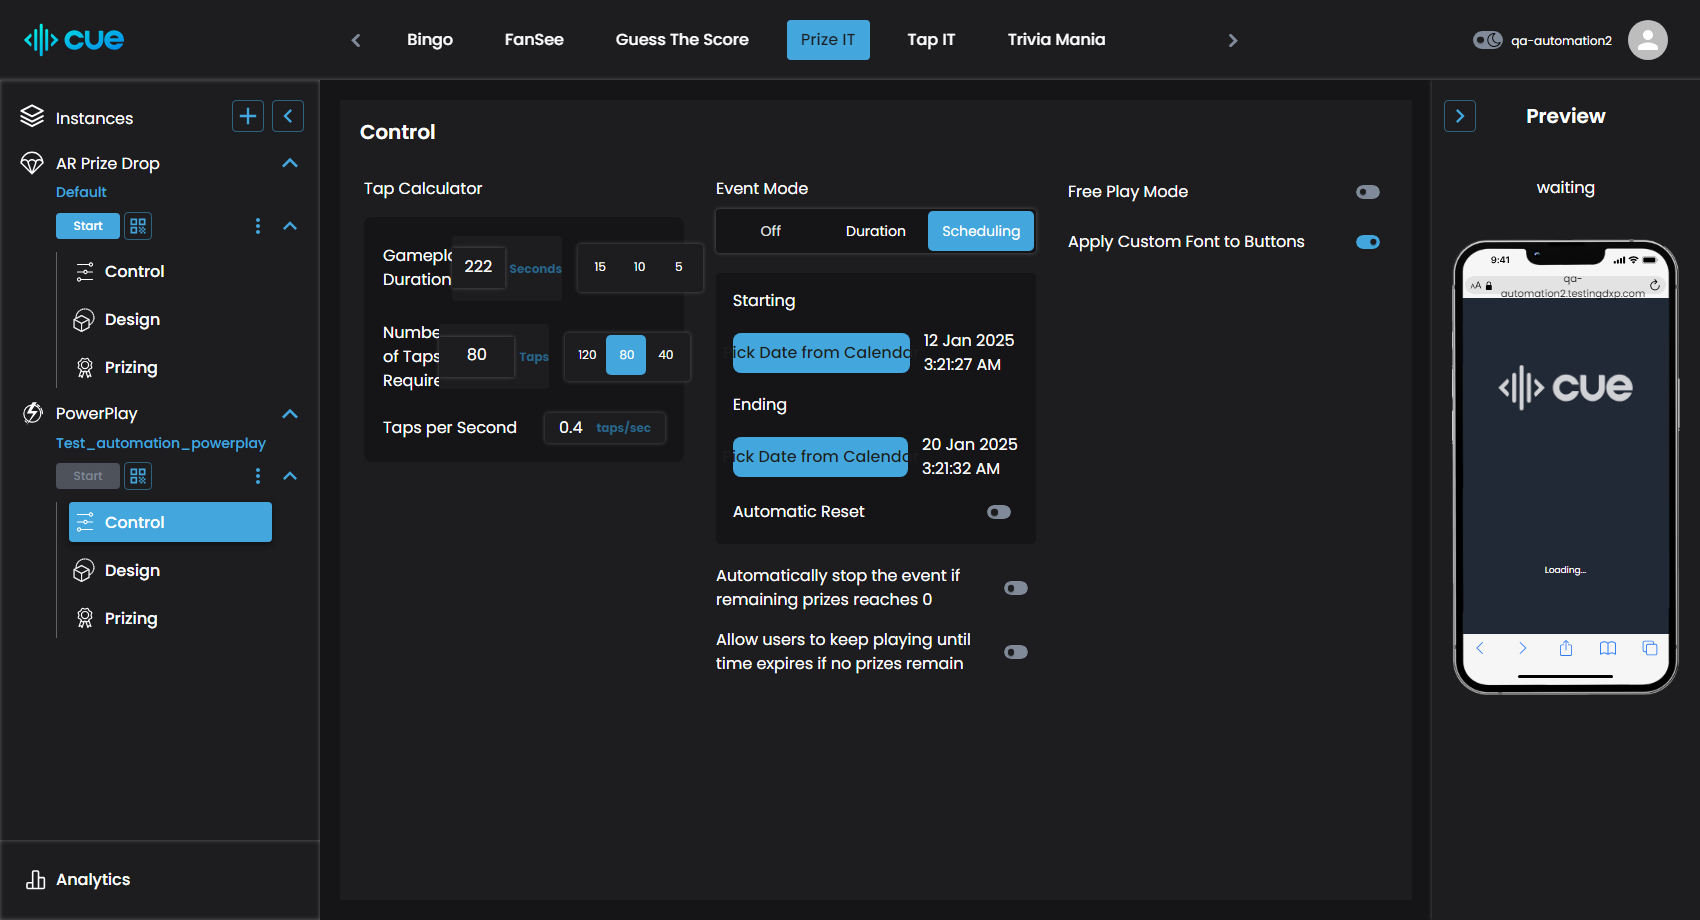 cue
Bingo
FanSee
Guess The Score
Prize IT
Tap IT
Trivia Mania
qa-automation2
Instances
AR Prize Drop
Default
Start
Control
Design
Prizing
PowerPlay
Test_automation_powerplay
Start
Control
Design
Prizing
Analytics
Control
Tap Calculator
Gamepla
Duration
222
Seconds
15
10
5
Numbe
of Taps
Require
80
Taps
120
80
40
Taps per Second
0.4
taps/sec
Event Mode
Off
Duration
Scheduling
Starting
Pick Date from Calendar
12 Jan 2025
3:21:27 AM
Ending
Pick Date from Calendar
20 Jan 2025
3:21:32 AM
Automatic Reset
Automatically stop the event if
remaining prizes reaches 0
Allow users to keep playing until
time expires if no prizes remain
Free Play Mode
Apply Custom Font to Buttons
Preview
waiting
9:41
AA
qa-
automation2.testingdxp.com
cue
Loading...